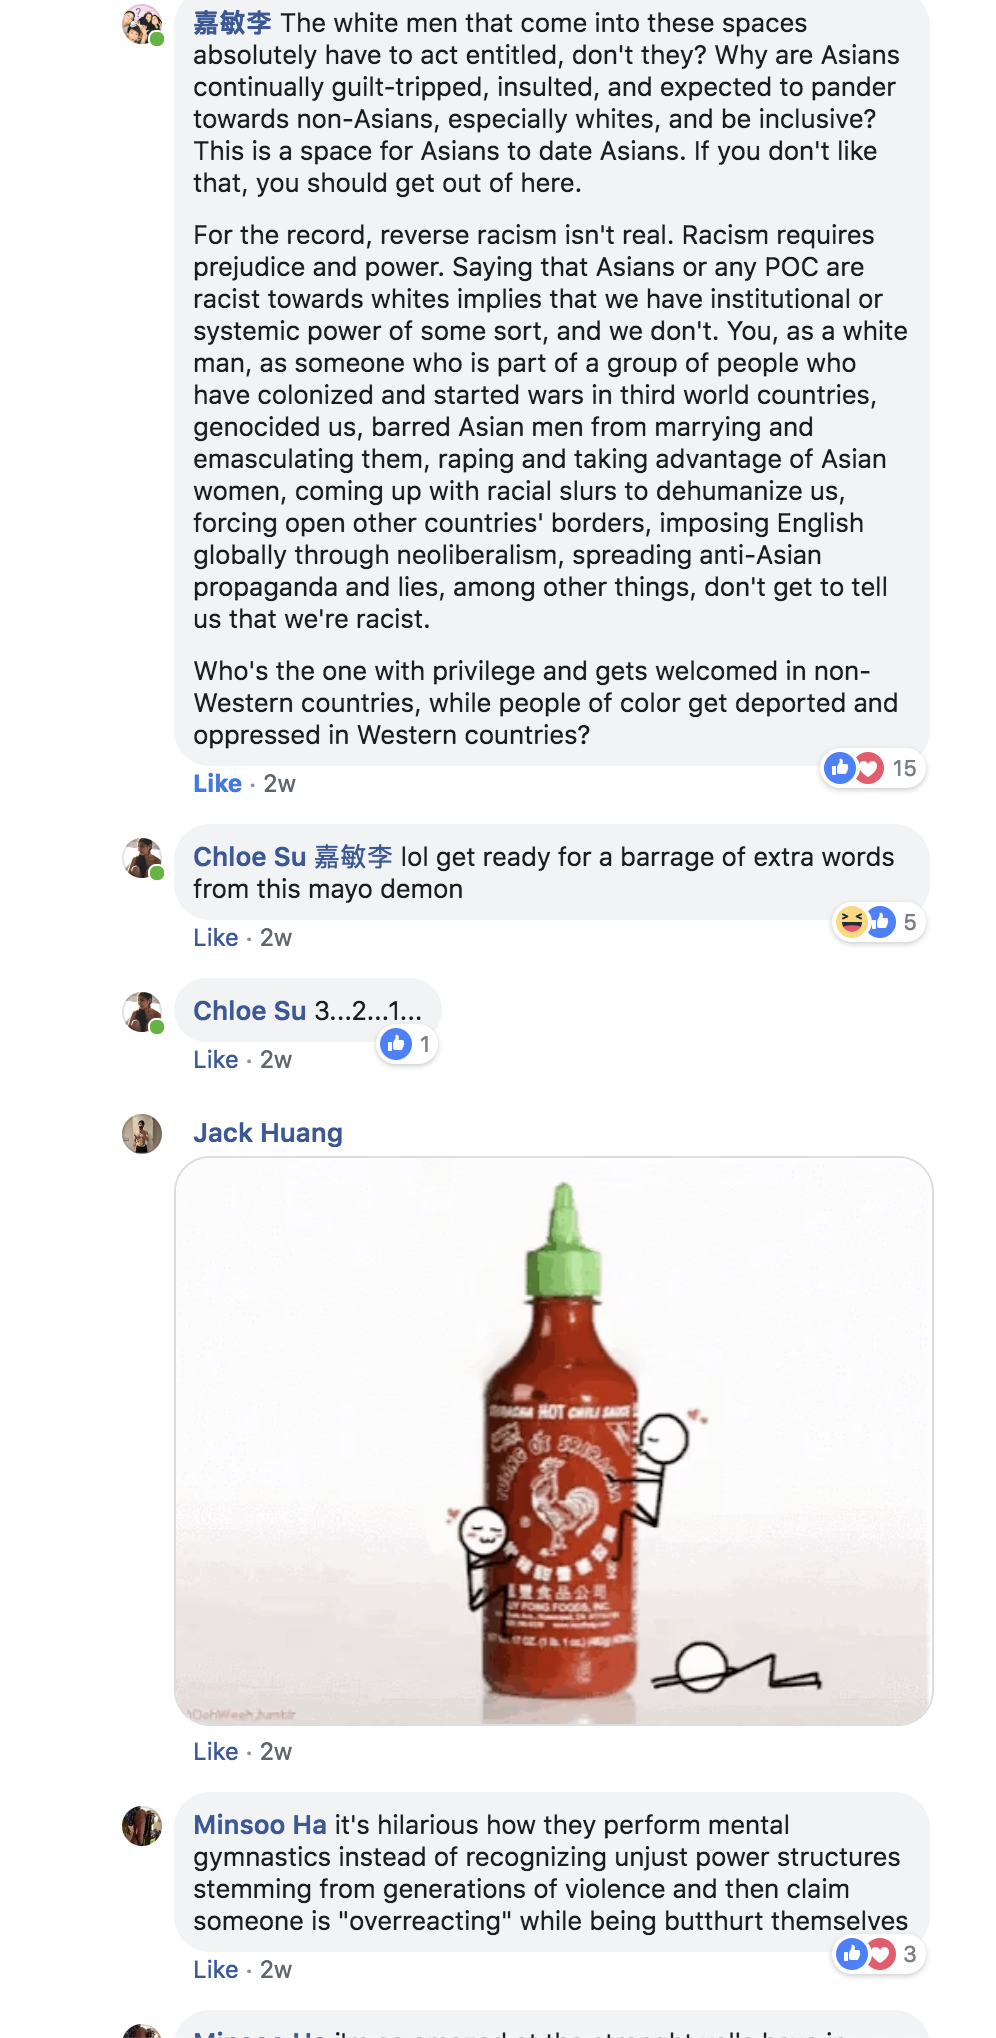 嘉敏李 The white men that come into these spaces
absolutely have to act entitled, don't they? Why are Asians
continually guilt-tripped, insulted, and expected to pander
towards non-Asians, especially whites, and be inclusive?
This is a space for Asians to date Asians. If you don't like
that, you should get out of here.
For the record, reverse racism isn't real. Racism requires
prejudice and power. Saying that Asians or any POC are
racist towards whites implies that we have institutional or
systemic power of some sort, and we don't. You, as a white
man, as someone who is part of a group of people who
have colonized and started wars in third world countries,
genocided us, barred Asian men from marrying and
emasculating them, raping and taking advantage of Asian
women, coming up with racial slurs to dehumanize us,
forcing open other countries' borders, imposing English
globally through neoliberalism, spreading anti-Asian
propaganda and lies, among other things, don't get to tell
us that we're racist.
Who's the one with privilege and gets welcomed in non-
Western countries, while people of color get deported and
oppressed in Western countries?
15
Like · 2w
Chloe Su 嘉敏李 lol get ready for a barrage of extra words
from this mayo demon
5
Like · 2w
Chloe Su 3...2...1...
1
Like · 2w
Jack Huang
SRIRACHA HOT CHILI SAUCE
TUONG OT SRIRACHA
豐食品公司
FONG FOODS, INC.
Like · 2w
Minsoo Ha it's hilarious how they perform mental
gymnastics instead of recognizing unjust power structures
stemming from generations of violence and then claim
someone is "overreacting" while being butthurt themselves
3
Like · 2w